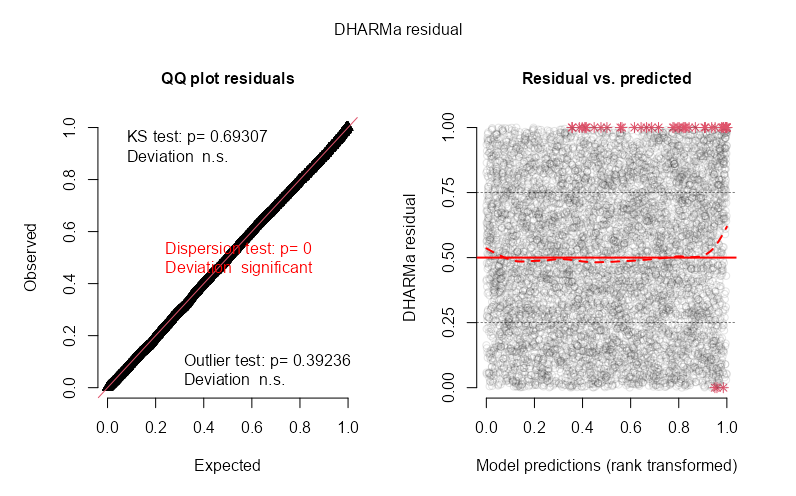 DHARMa residual
QQ plot residuals
KS test: p= 0.69307
Deviation n.s.
Dispersion test: p= 0
Deviation significant
Outlier test: p= 0.39236
Deviation n.s.
Observed
0.0 0.2 0.4 0.6 0.8 1.0
0.0 0.2 0.4 0.6 0.8 1.0
Expected
Residual vs. predicted
DHARMa residual
0.00 0.25 0.50 0.75 1.00
0.0 0.2 0.4 0.6 0.8 1.0
Model predictions (rank transformed)